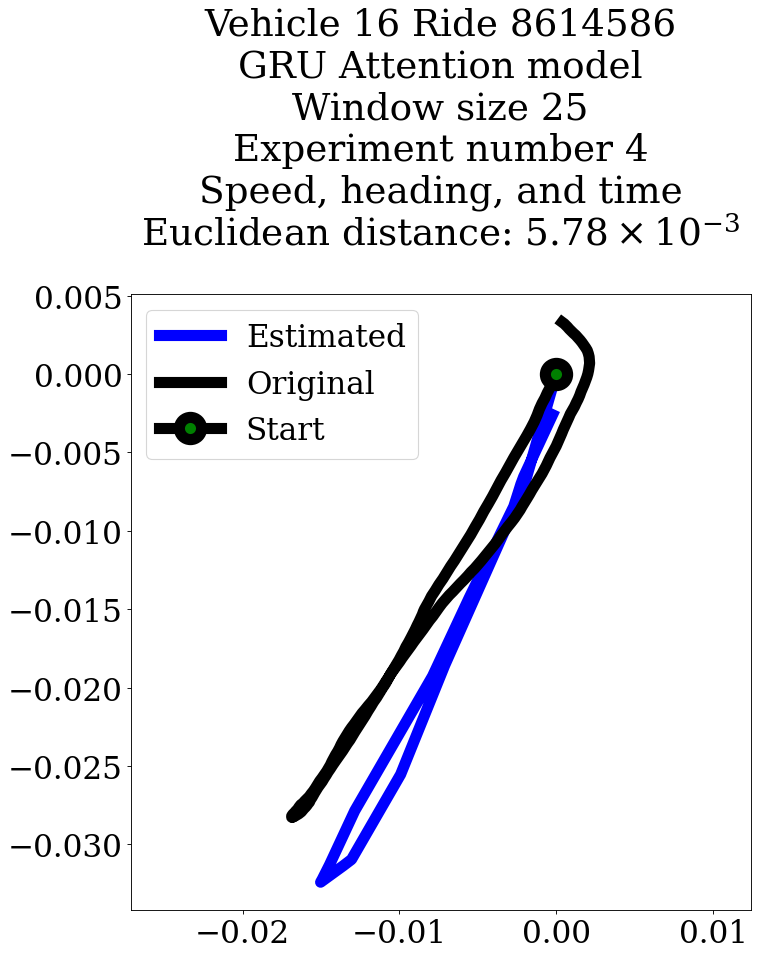 Vehicle 16 Ride 8614586
GRU Attention model
Window size 25
Experiment number 4
Speed, heading, and time
Euclidean distance: 5.78 × 10⁻³
0.005
0.000
−0.005
−0.010
−0.015
−0.020
−0.025
−0.030
Estimated
Original
Start
−0.02 −0.01 0.00 0.01